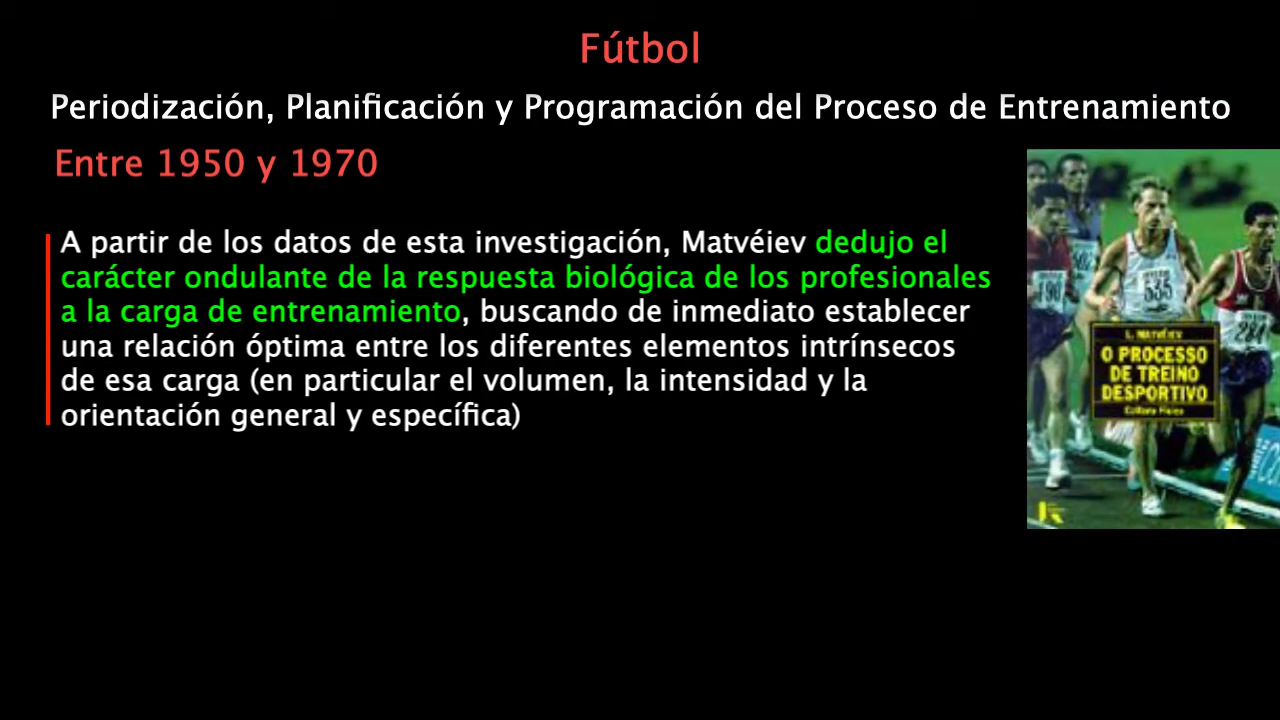 Fútbol
Periodización, Planificación y Programación del Proceso de Entrenamiento
Entre 1950 y 1970
A partir de los datos de esta investigación, Matvéiev dedujo el
carácter ondulante de la respuesta biológica de los profesionales
a la carga de entrenamiento, buscando de inmediato establecer
una relación óptima entre los diferentes elementos intrínsecos
de esa carga (en particular el volumen, la intensidad y la
orientación general y específica)
L. MATVÉIEV
O PROCESSO
DE TREINO
DESPORTIVO
535
284